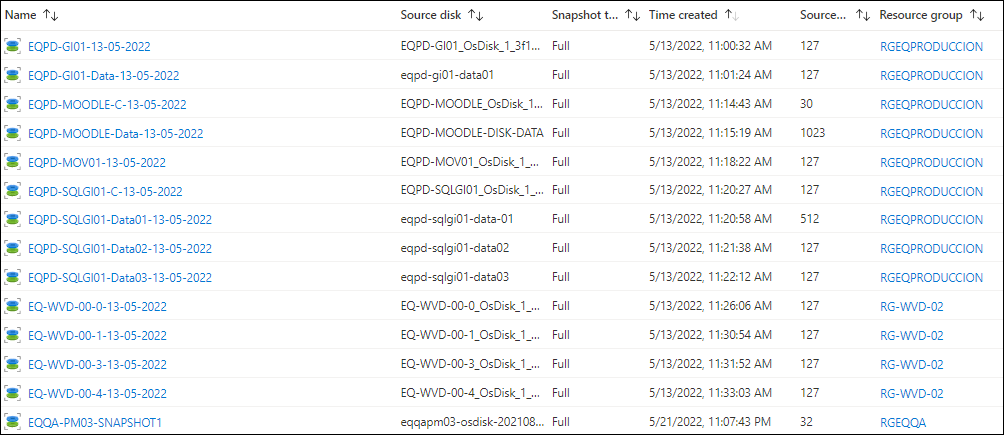 Name ↑↓ Source disk ↑↓ Snapshot t... ↑↓ Time created ↑↓ Source... ↑↓ Resource group ↑↓
EQPD-GI01-13-05-2022 EQPD-GI01_OsDisk_1_3f1... Full 5/13/2022, 11:00:32 AM 127 RGEQPRODUCCION
EQPD-GI01-Data-13-05-2022 eqpd-gi01-data01 Full 5/13/2022, 11:01:24 AM 127 RGEQPRODUCCION
EQPD-MOODLE-C-13-05-2022 EQPD-MOODLE_OsDisk_1... Full 5/13/2022, 11:14:43 AM 30 RGEQPRODUCCION
EQPD-MOODLE-Data-13-05-2022 EQPD-MOODLE-DISK-DATA Full 5/13/2022, 11:15:19 AM 1023 RGEQPRODUCCION
EQPD-MOV01-13-05-2022 EQPD-MOV01_OsDisk_1_... Full 5/13/2022, 11:18:22 AM 127 RGEQPRODUCCION
EQPD-SQLGI01-C-13-05-2022 EQPD-SQLGI01_OsDisk_1... Full 5/13/2022, 11:20:27 AM 127 RGEQPRODUCCION
EQPD-SQLGI01-Data01-13-05-2022 eqpd-sqlgi01-data-01 Full 5/13/2022, 11:20:58 AM 512 RGEQPRODUCCION
EQPD-SQLGI01-Data02-13-05-2022 eqpd-sqlgi01-data02 Full 5/13/2022, 11:21:38 AM 127 RGEQPRODUCCION
EQPD-SQLGI01-Data03-13-05-2022 eqpd-sqlgi01-data03 Full 5/13/2022, 11:22:12 AM 127 RGEQPRODUCCION
EQ-WVD-00-0-13-05-2022 EQ-WVD-00-0_OsDisk_1_... Full 5/13/2022, 11:26:06 AM 127 RG-WVD-02
EQ-WVD-00-1-13-05-2022 EQ-WVD-00-1_OsDisk_1_... Full 5/13/2022, 11:30:54 AM 127 RG-WVD-02
EQ-WVD-00-3-13-05-2022 EQ-WVD-00-3_OsDisk_1_... Full 5/13/2022, 11:31:52 AM 127 RG-WVD-02
EQ-WVD-00-4-13-05-2022 EQ-WVD-00-4_OsDisk_1_... Full 5/13/2022, 11:33:03 AM 127 RG-WVD-02
EQQA-PM03-SNAPSHOT1 eqqapm03-osdisk-202108... Full 5/21/2022, 11:07:43 PM 32 RGEQQA